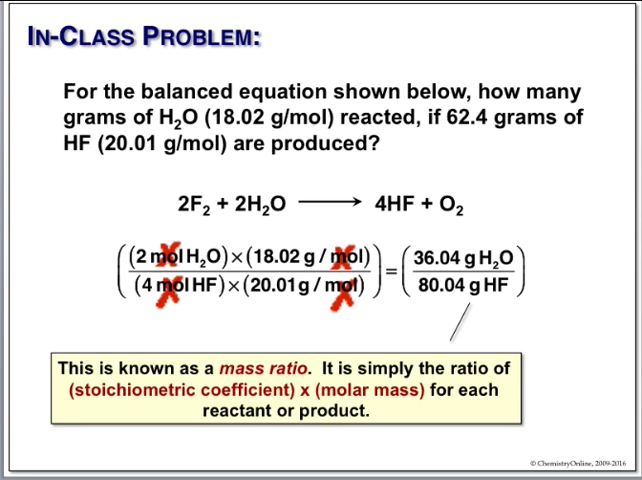 IN-CLASS PROBLEM:
For the balanced equation shown below, how many
grams of H₂O (18.02 g/mol) reacted, if 62.4 grams of
HF (20.01 g/mol) are produced?
2F₂ + 2H₂O ⟶ 4HF + O₂
(2 mol H₂O) × (18.02 g / mol)
(4 mol HF) × (20.01 g / mol)
=
36.04 g H₂O
80.04 g HF
This is known as a mass ratio. It is simply the ratio of
(stoichiometric coefficient) x (molar mass) for each
reactant or product.
© ChemistryOnline, 2009-2016